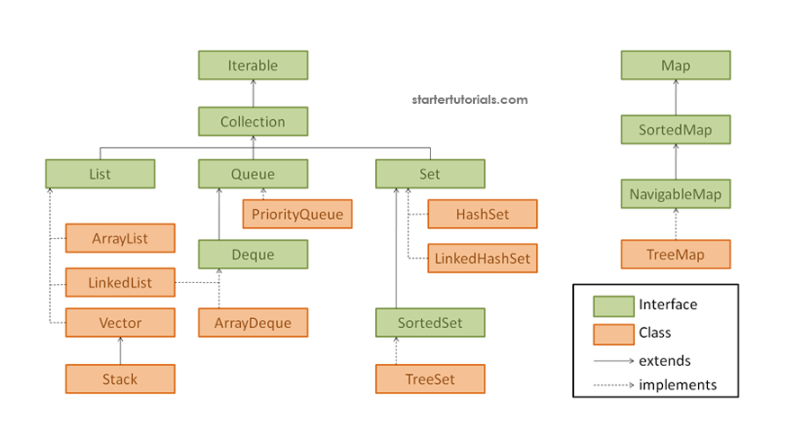 Iterable
Map
startertutorials.com
Collection
SortedMap
List
Queue
Set
NavigableMap
PriorityQueue
HashSet
ArrayList
Deque
LinkedHashSet
TreeMap
LinkedList
Interface
Vector
ArrayDeque
SortedSet
Class
extends
Stack
TreeSet
implements